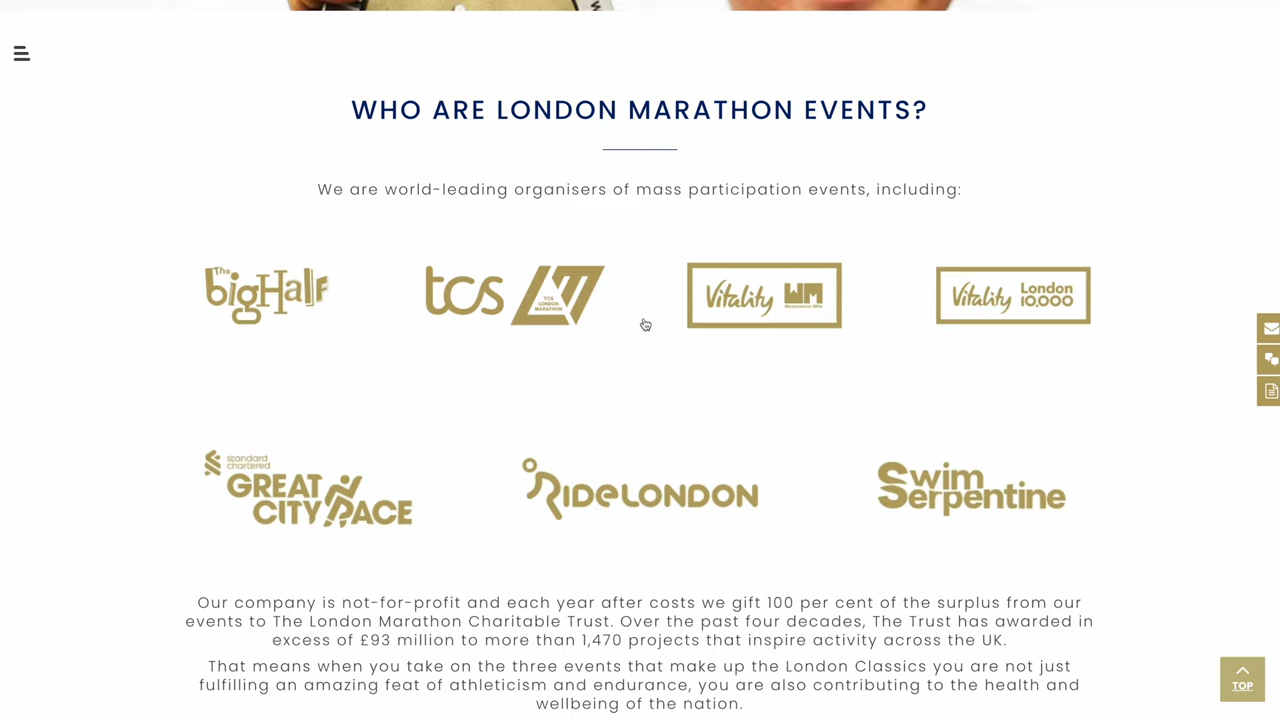 WHO ARE LONDON MARATHON EVENTS?
We are world-leading organisers of mass participation events, including:
The bigHalf
tcs TCS LONDON MARATHON
Vitality WM
Vitality London 10,000
standard chartered
GREAT CITY RACE
RIDELONDON
Swim Serpentine
Our company is not-for-profit and each year after costs we gift 100 per cent of the surplus from our
events to The London Marathon Charitable Trust. Over the past four decades, The Trust has awarded in
excess of £93 million to more than 1,470 projects that inspire activity across the UK.
That means when you take on the three events that make up the London Classics you are not just
fulfilling an amazing feat of athleticism and endurance, you are also contributing to the health and
wellbeing of the nation.
TOP